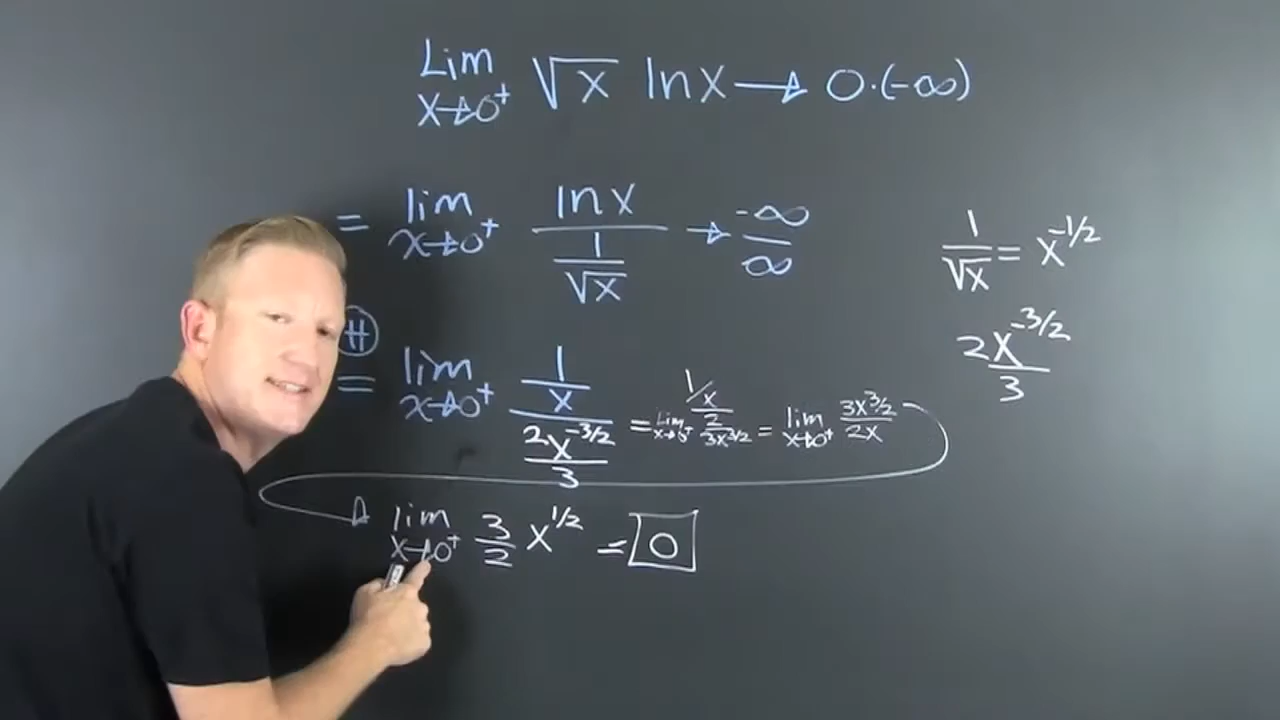 Lim x→0⁺ √x ln x → 0·(-∞)
= lim x→0⁺ ln x / (1/√x) → -∞/∞
1/√x = x^(-1/2)
2x^(-3/2)/3
Ⓗ
= lim x→0⁺ (1/x) / (2x^(-3/2)/3) = Lim x→0⁺ (1/x) / (2/(3x^(3/2))) = lim x→0⁺ 3x^(3/2)/2x
lim x→0⁺ 3/2 x^(1/2) = 0